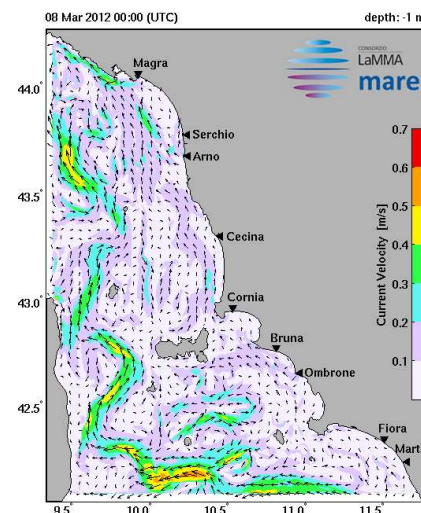 08 Mar 2012 00:00 (UTC)
depth: -1 m
CONSORZIO
LaMMA
mare
Magra
Serchio
Arno
Cecina
Cornia
Bruna
Ombrone
Fiora
Mart
44.0°
43.5°
43.0°
42.5°
9.5°
10.0°
10.5°
11.0°
11.5°
Current Velocity [m/s]
0.7
0.6
0.5
0.4
0.3
0.2
0.1